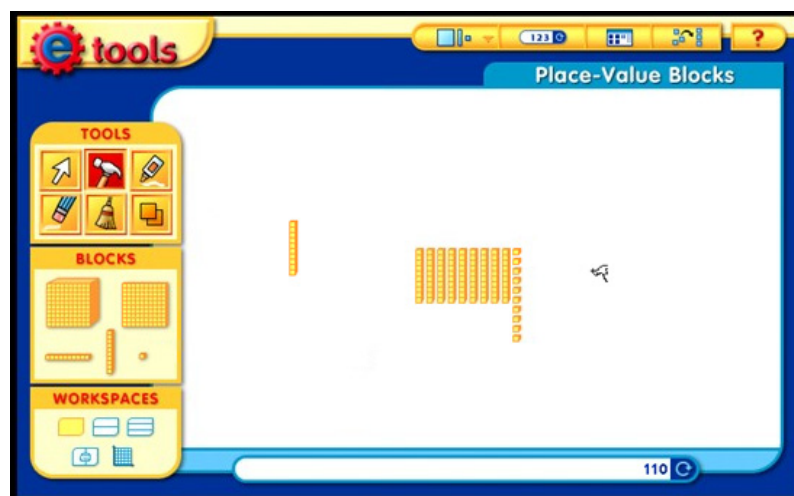 e tools
123
?
Place-Value Blocks
TOOLS
BLOCKS
WORKSPACES
110